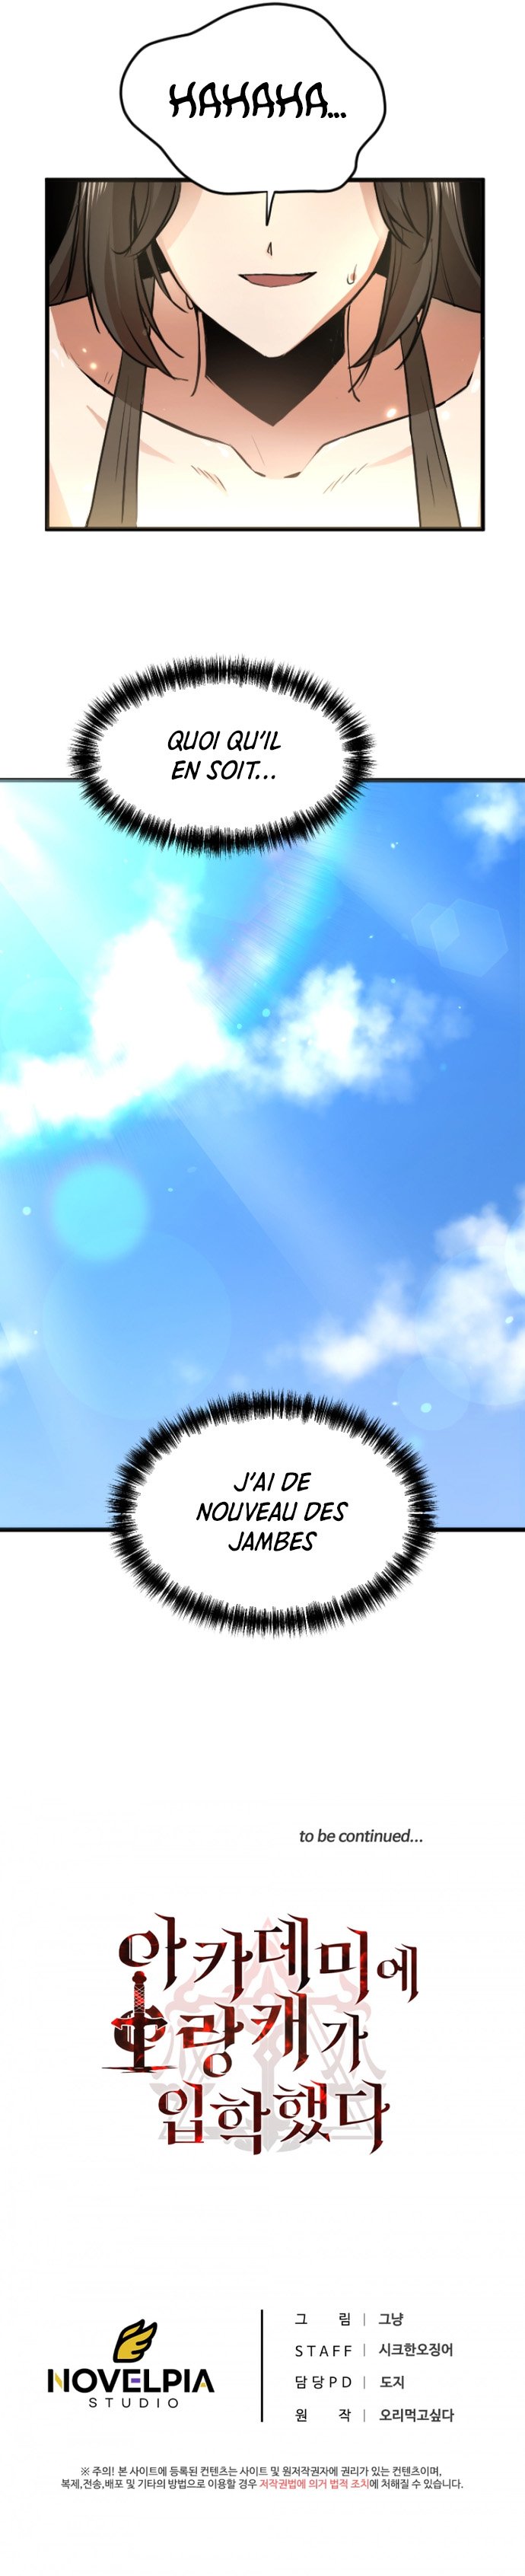 HAHAHA...
QUOI QU'IL
EN SOIT...
J'AI DE
NOUVEAU DES
JAMBES
to be continued...
아카데미에
오랑캐가
입학했다
NOVELPIA
STUDIO
그 림 | 그냥
STAFF | 시크한오징어
담당PD | 도지
원 작 | 오리먹고싶다
※ 주의! 본 사이트에 등록된 컨텐츠는 사이트 및 원저작권자에 권리가 있는 컨텐츠이며,
복제,전송,배포 및 기타의 방법으로 이용할 경우 저작권법에 의거 법적 조치에 처해질 수 있습니다.